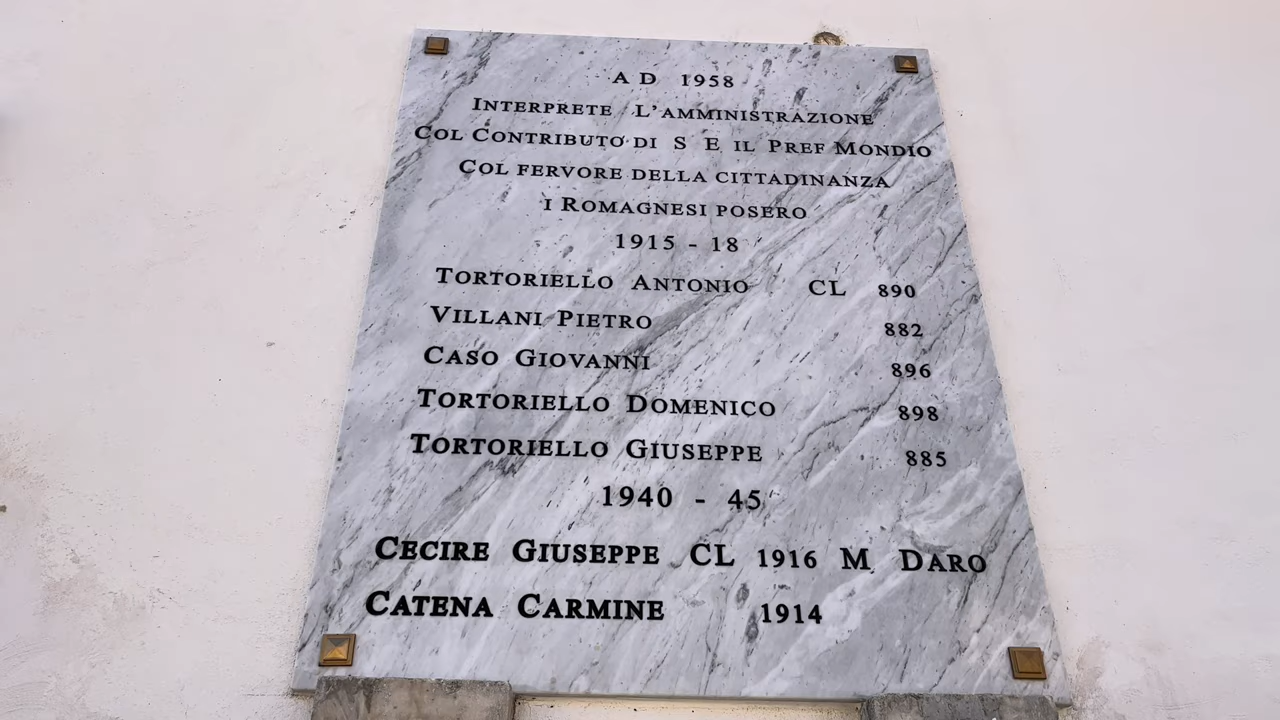 A D 1958
INTERPRETE L'AMMINISTRAZIONE
COL CONTRIBUTO DI S E IL PREF MONDIO
COL FERVORE DELLA CITTADINANZA
I ROMAGNESI POSERO
1915 - 18
TORTORIELLO ANTONIO CL 890
VILLANI PIETRO 882
CASO GIOVANNI 896
TORTORIELLO DOMENICO 898
TORTORIELLO GIUSEPPE 885
1940 - 45
CECIRE GIUSEPPE CL 1916 M DARO
CATENA CARMINE 1914